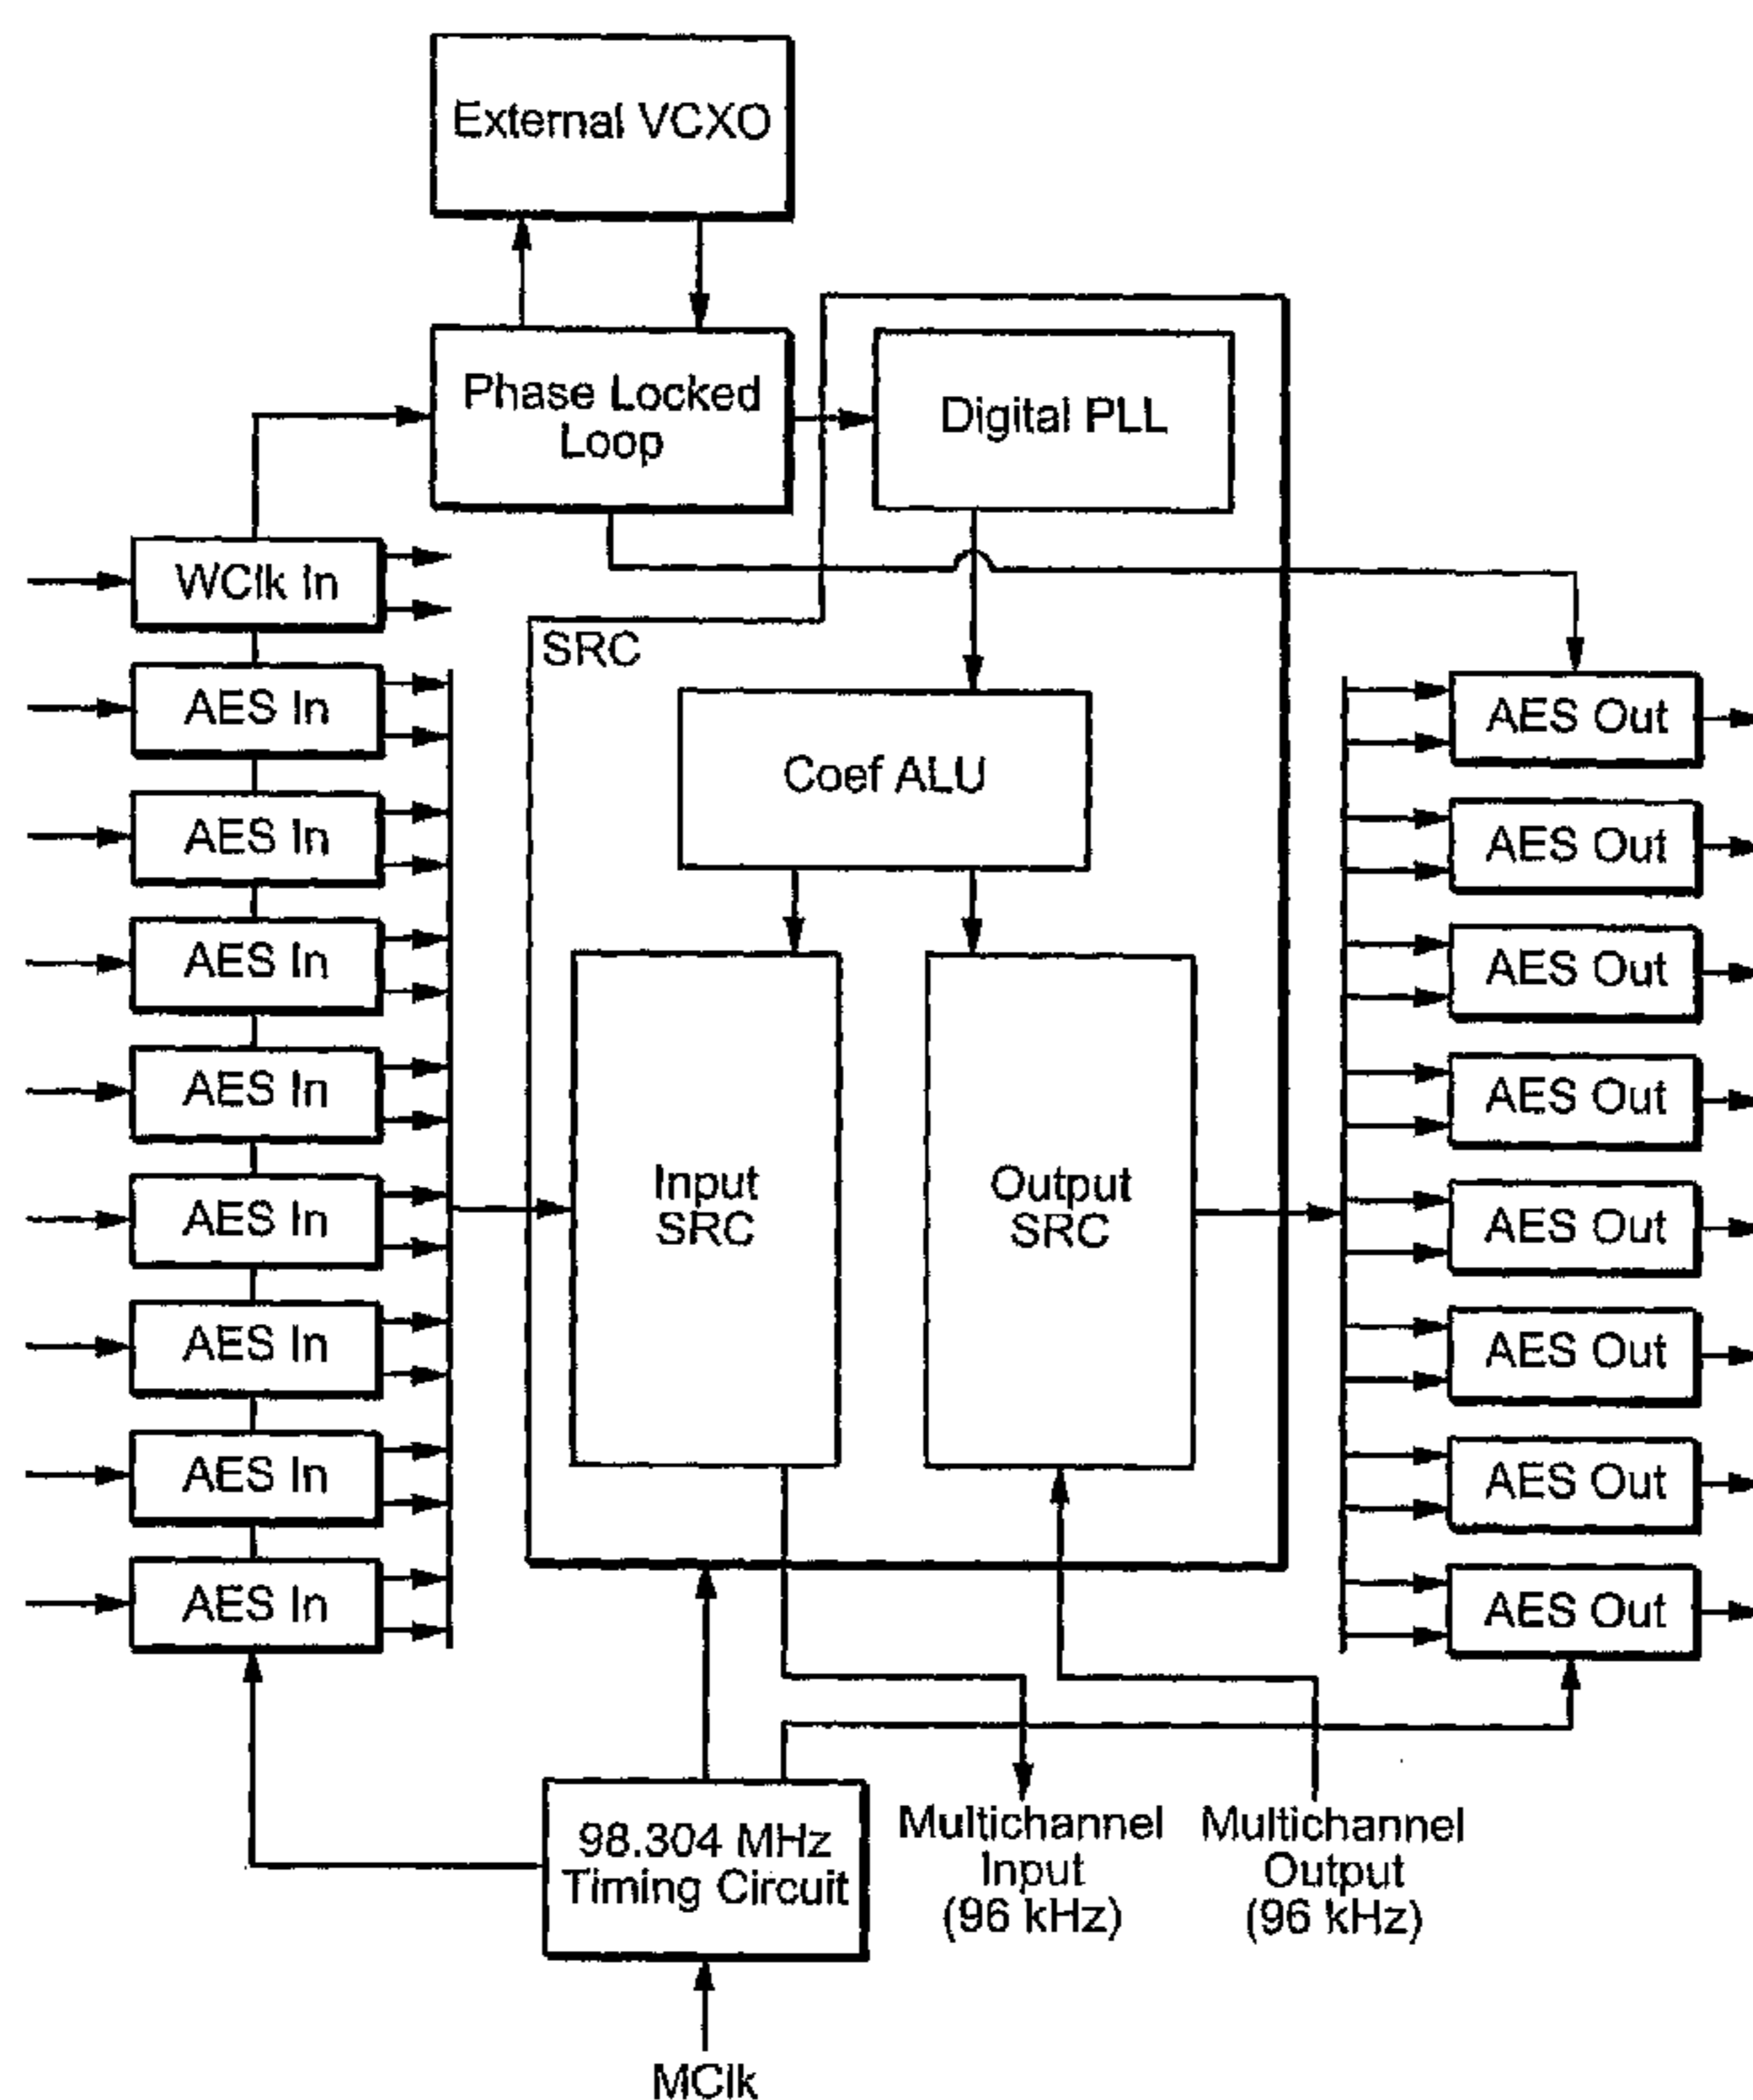 External VCXO
Phase Locked
Loop
Digital PLL
WClk In
SRC
AES In
AES In
AES In
AES In
AES In
AES In
AES In
AES In
Coef ALU
Input
SRC
Output
SRC
AES Out
AES Out
AES Out
AES Out
AES Out
AES Out
AES Out
AES Out
98.304 MHz
Timing Circuit
Multichannel
Input
(96 kHz)
Multichannel
Output
(96 kHz)
MClk